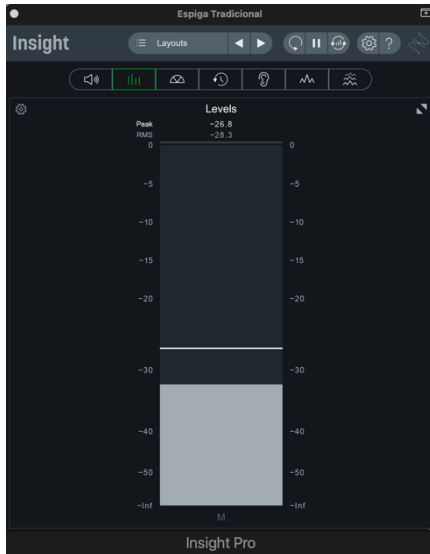 Espiga Tradicional
Insight Layouts ?
Levels
Peak -26.8
RMS -28.3
0 0
-5 -5
-10 -10
-15 -15
-20 -20
-30 -30
-40 -40
-50 -50
-Inf -Inf
M
Insight Pro